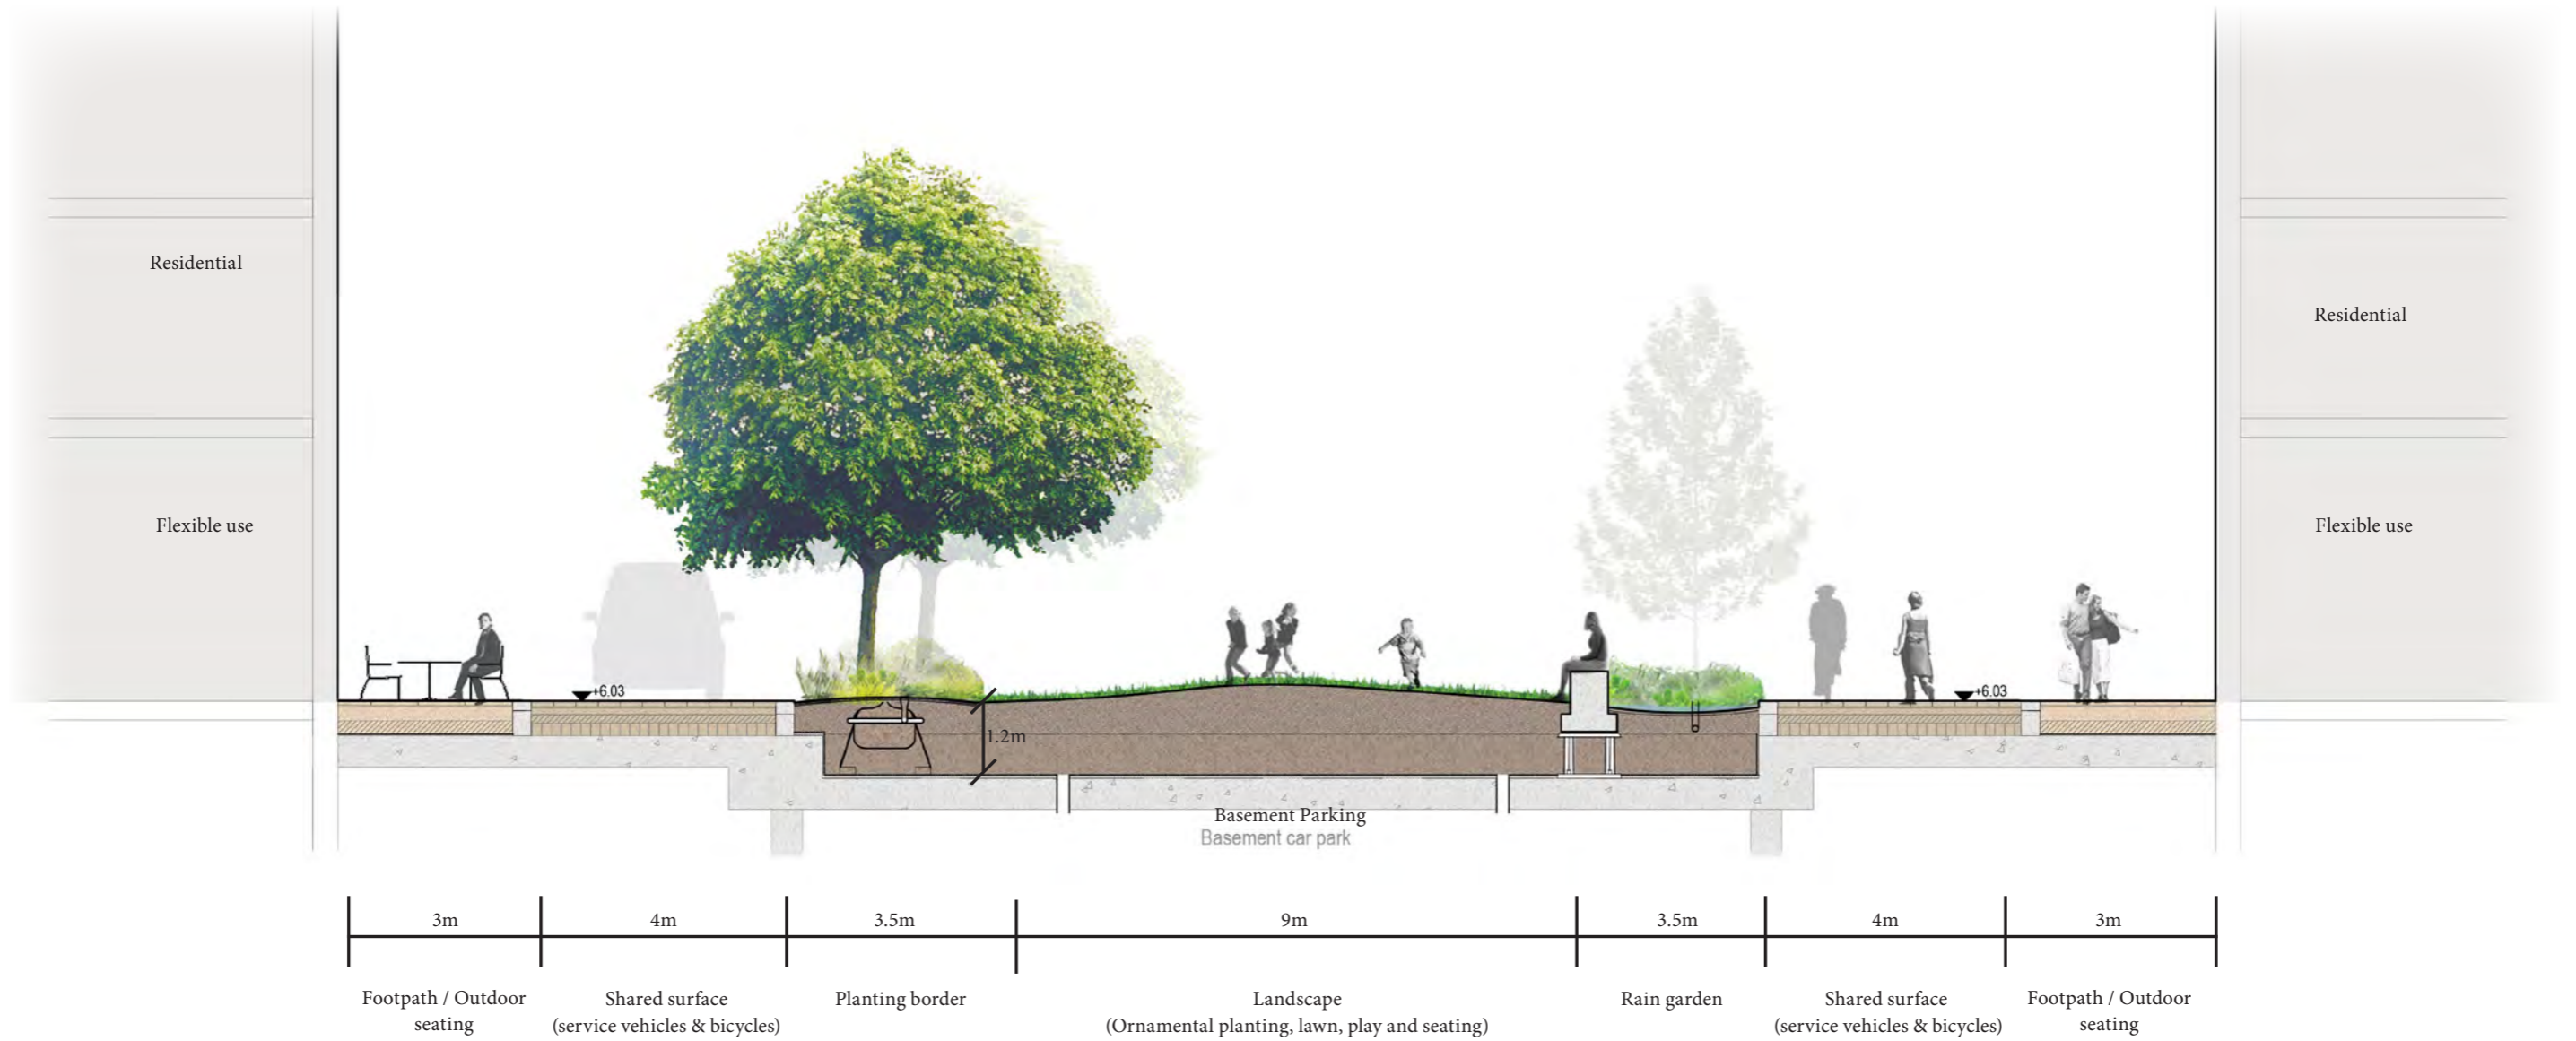 Residential
Residential
Flexible use
Flexible use
+6.03
+6.03
1.2m
Basement Parking
Basement car park
3m
4m
3.5m
9m
3.5m
4m
3m
Footpath / Outdoor
seating
Shared surface
(service vehicles & bicycles)
Planting border
Landscape
(Ornamental planting, lawn, play and seating)
Rain garden
Shared surface
(service vehicles & bicycles)
Footpath / Outdoor
seating